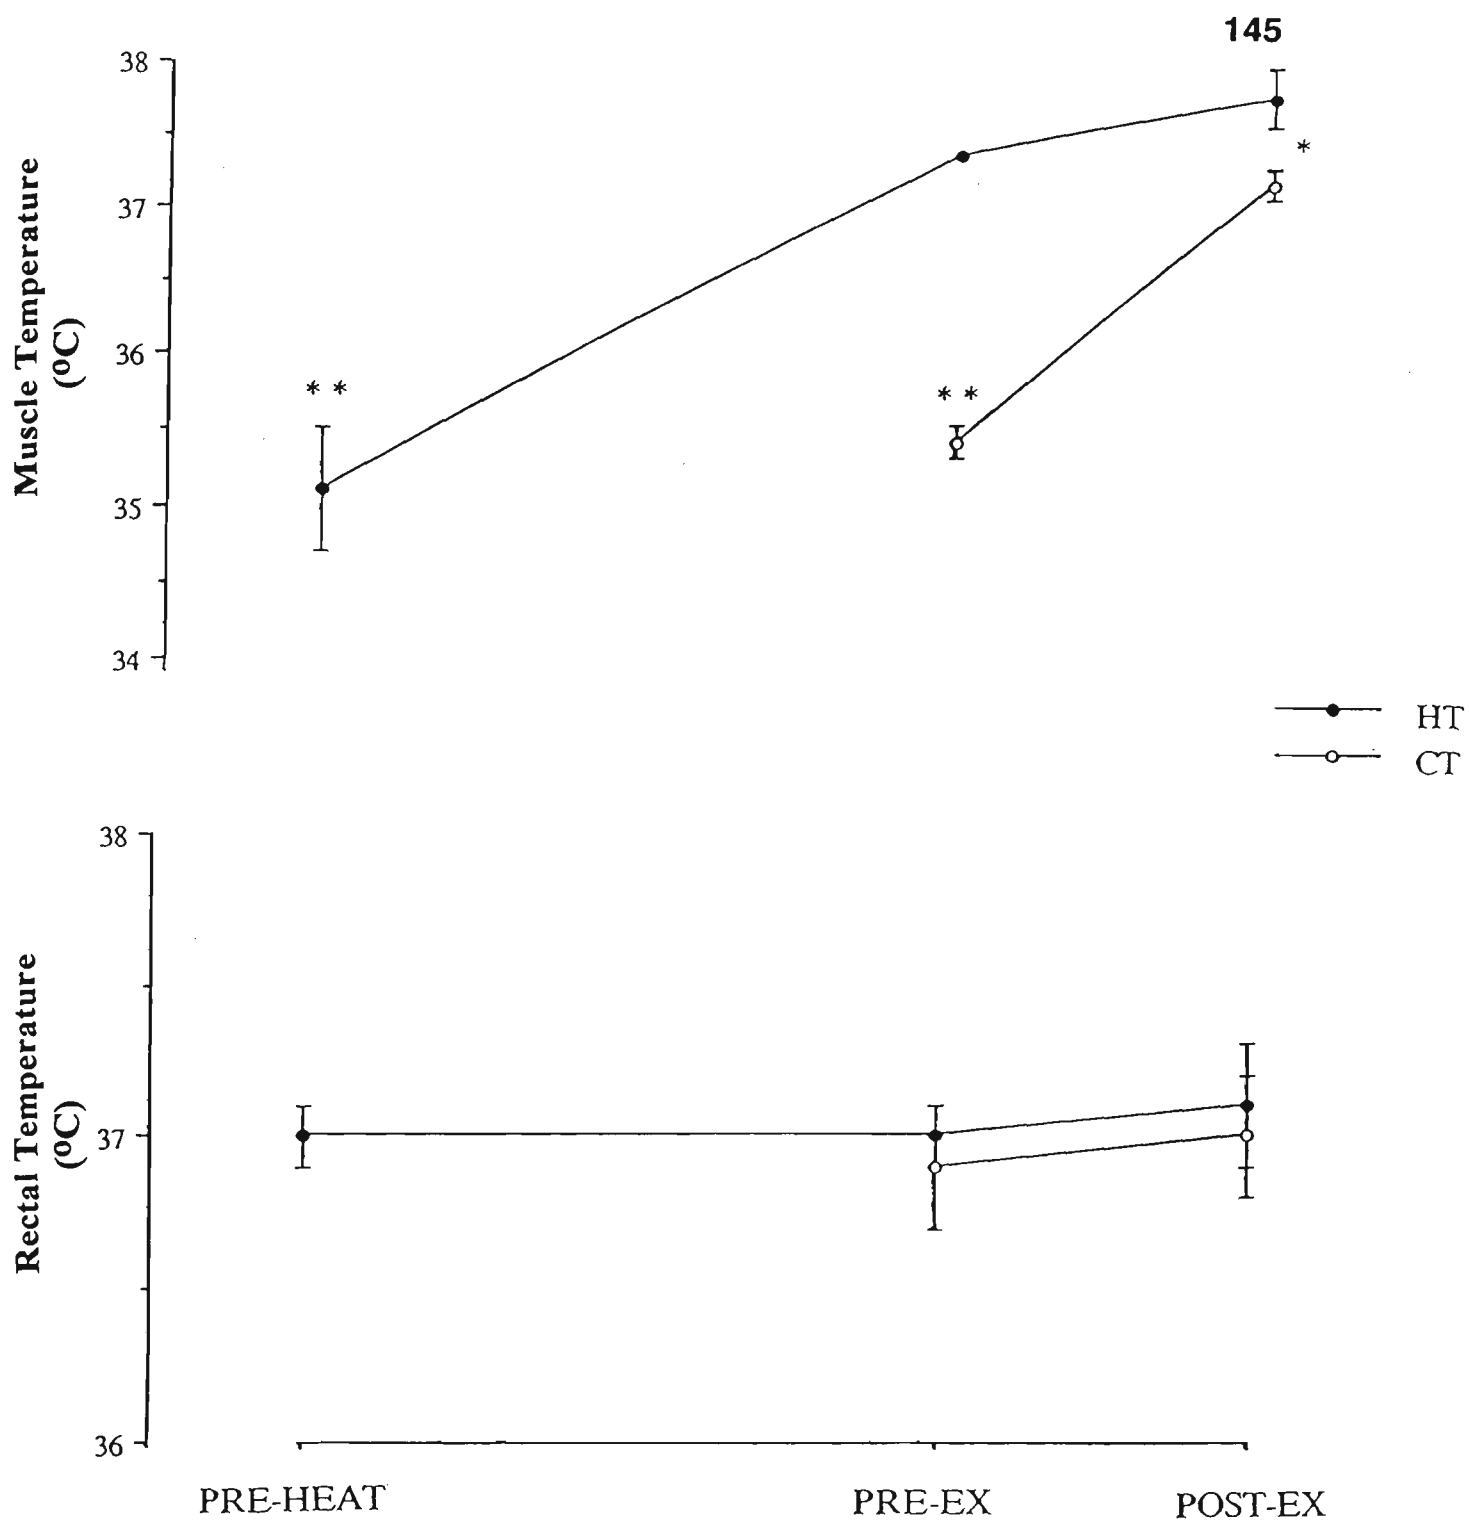 145
38
37
36
35
34
Muscle Temperature
(ºC)
* *
* *
*
HT
CT
38
37
36
Rectal Temperature
(ºC)
PRE-HEAT
PRE-EX
POST-EX